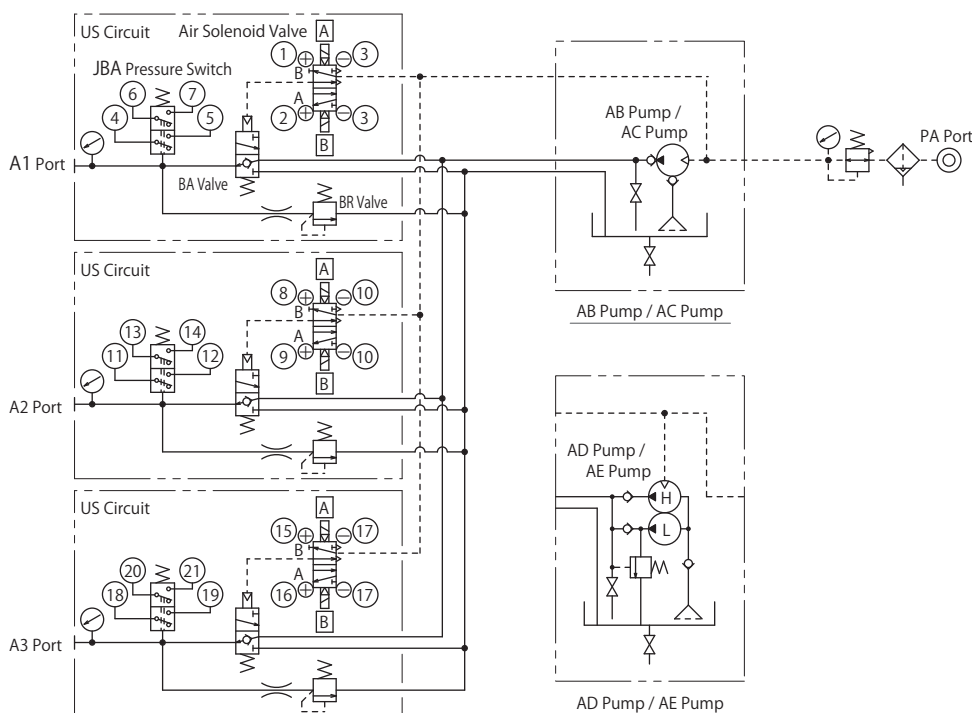 US Circuit
Air Solenoid Valve
A
1
3
B
JBA Pressure Switch
6
7
A
4
5
2
3
B
AB Pump /
AC Pump
PA Port
A1 Port
BA Valve
BR Valve
AB Pump / AC Pump
US Circuit
A
8
10
B
13
14
A
11
12
9
10
B
A2 Port
AD Pump /
AE Pump
H
L
US Circuit
A
15
17
B
20
21
A
18
19
16
17
B
A3 Port
AD Pump / AE Pump